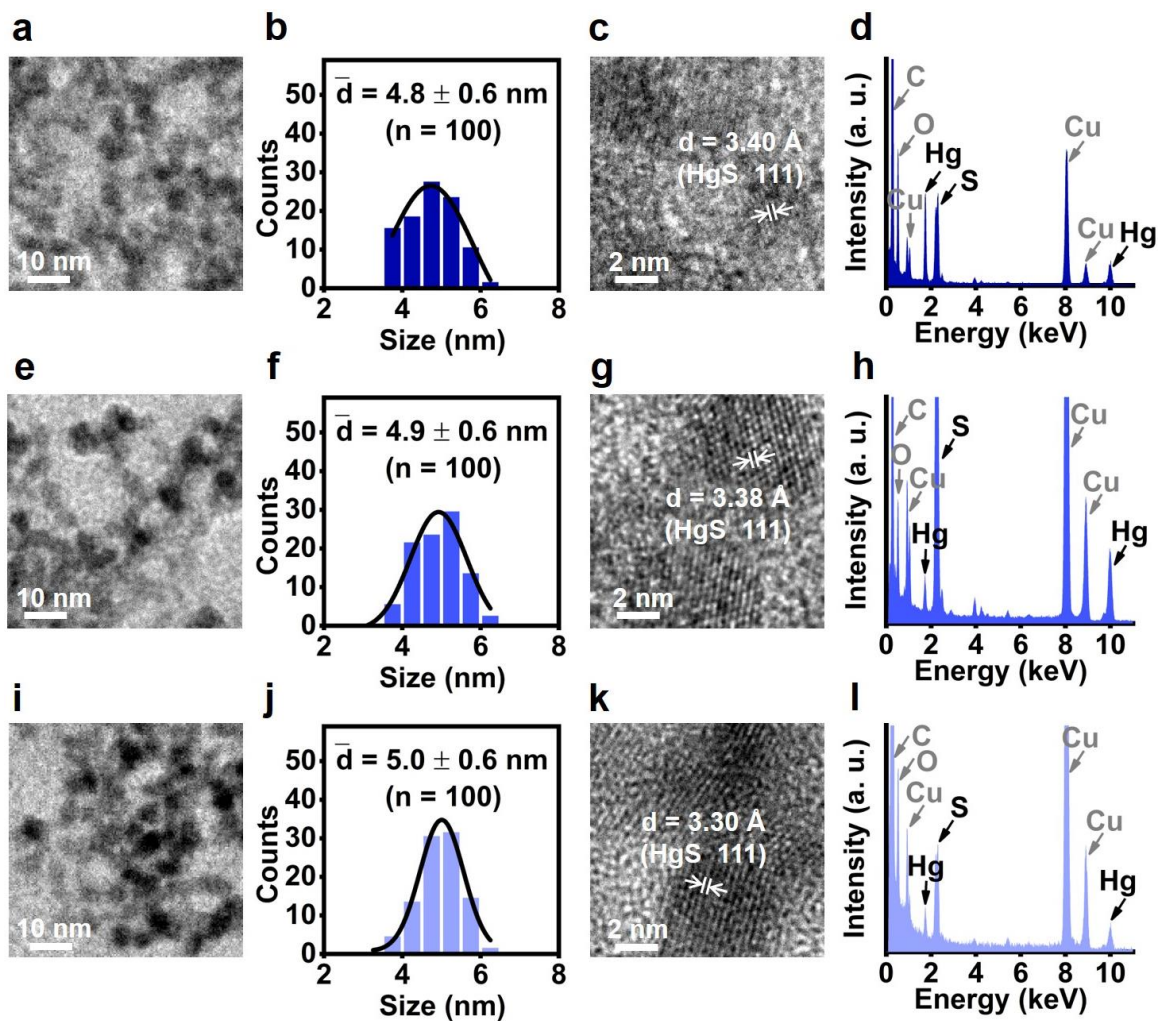 a
10 nm
b
d̅ = 4.8 ± 0.6 nm
(n = 100)
Counts
50
40
30
20
10
0
2 4 6 8
Size (nm)
c
d = 3.40 Å
(HgS 111)
2 nm
d
Intensity (a. u.)
C
O
Cu
Hg
S
Cu
Cu
Hg
0 2 4 6 8 10
Energy (keV)
e
10 nm
f
d̅ = 4.9 ± 0.6 nm
(n = 100)
Counts
50
40
30
20
10
0
2 4 6 8
Size (nm)
g
d = 3.38 Å
(HgS 111)
2 nm
h
Intensity (a. u.)
C
O
Cu
Hg
S
Cu
Cu
Hg
0 2 4 6 8 10
Energy (keV)
i
10 nm
j
d̅ = 5.0 ± 0.6 nm
(n = 100)
Counts
50
40
30
20
10
0
2 4 6 8
Size (nm)
k
d = 3.30 Å
(HgS 111)
2 nm
l
Intensity (a. u.)
C
O
Cu
Hg
S
Cu
Cu
Hg
0 2 4 6 8 10
Energy (keV)